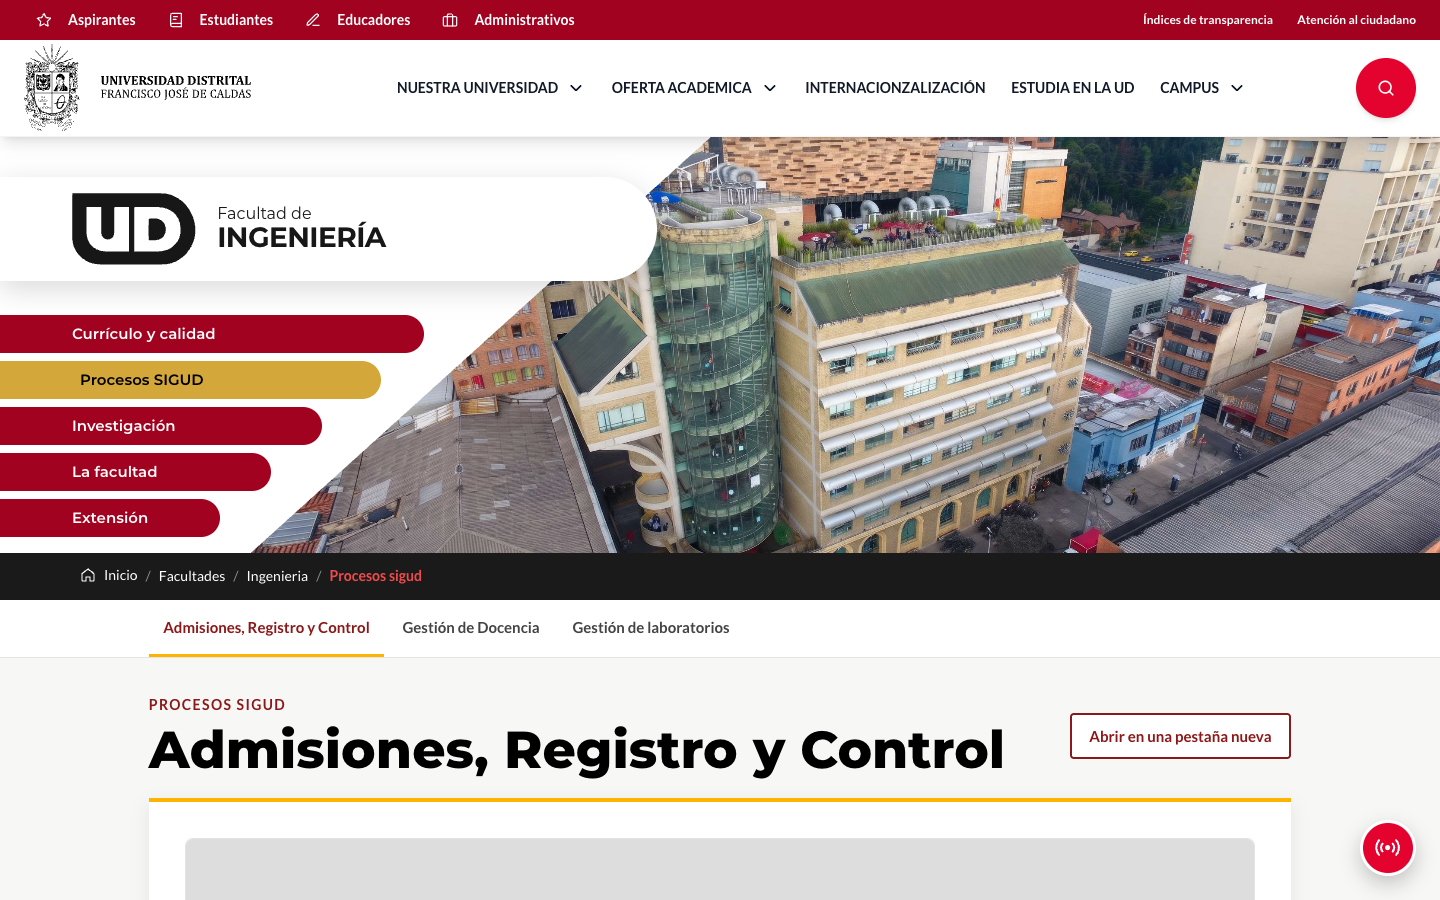 Aspirantes
Estudiantes
Educadores
Administrativos
Índices de transparencia
Atención al ciudadano
UNIVERSIDAD DISTRITAL
FRANCISCO JOSÉ DE CALDAS
NUESTRA UNIVERSIDAD
OFERTA ACADEMICA
INTERNACIONZALIZACIÓN
ESTUDIA EN LA UD
CAMPUS
UD
Facultad de
INGENIERÍA
Currículo y calidad
Procesos SIGUD
Investigación
La facultad
Extensión
Inicio / Facultades / Ingenieria / Procesos sigud
Admisiones, Registro y Control
Gestión de Docencia
Gestión de laboratorios
PROCESOS SIGUD
Admisiones, Registro y Control
Abrir en una pestaña nueva